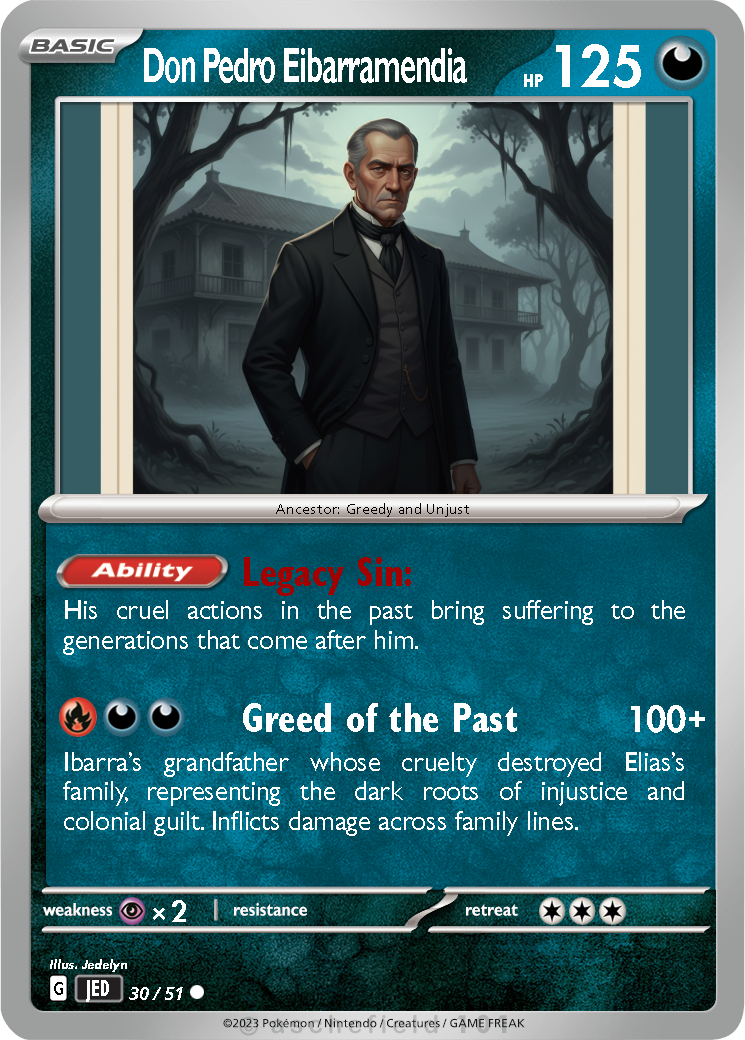 BASIC
Don Pedro Eibarramendia
HP 125
Ancestor: Greedy and Unjust
Ability Legacy Sin:
His cruel actions in the past bring suffering to the
generations that come after him.
Greed of the Past 100+
Ibarra's grandfather whose cruelty destroyed Elias's
family, representing the dark roots of injustice and
colonial guilt. Inflicts damage across family lines.
weakness × 2 | resistance retreat
Illus. Jedelyn
G JED 30 / 51
©2023 Pokémon / Nintendo / Creatures / GAME FREAK